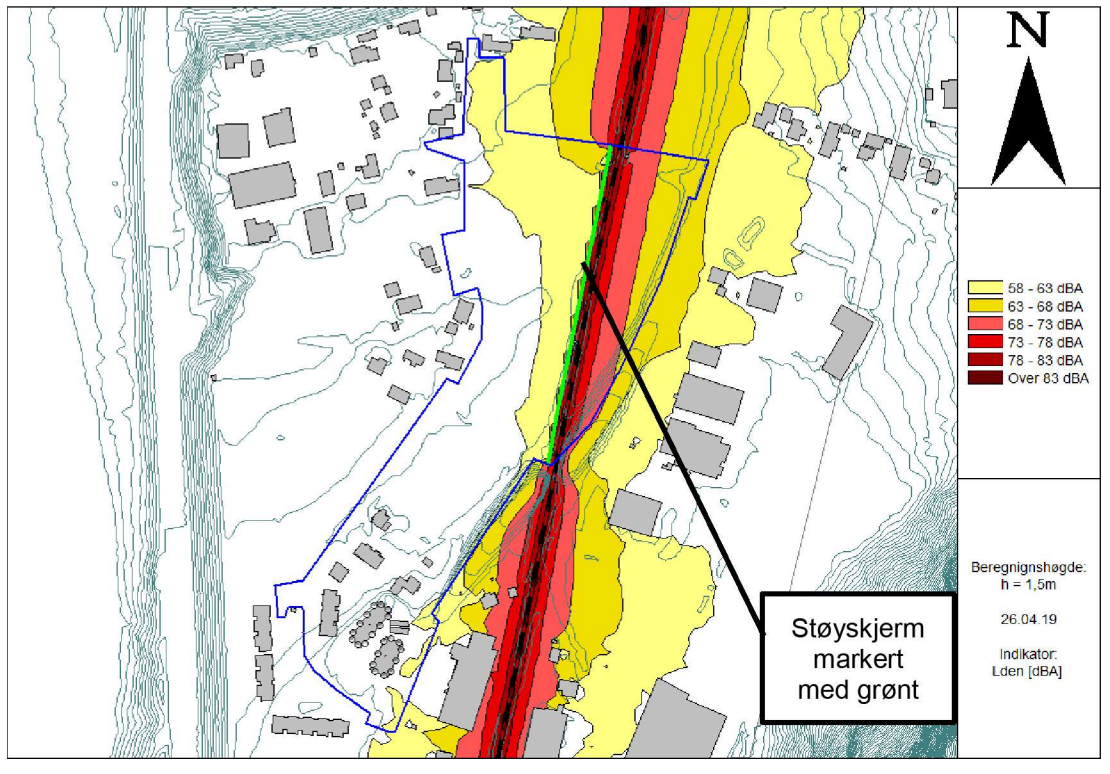 N
58 - 63 dBA
63 - 68 dBA
68 - 73 dBA
73 - 78 dBA
78 - 83 dBA
Over 83 dBA
Beregnignshøgde:
h = 1,5m
26.04.19
Indikator:
Lden [dBA]
Støyskjerm
markert
med grønt